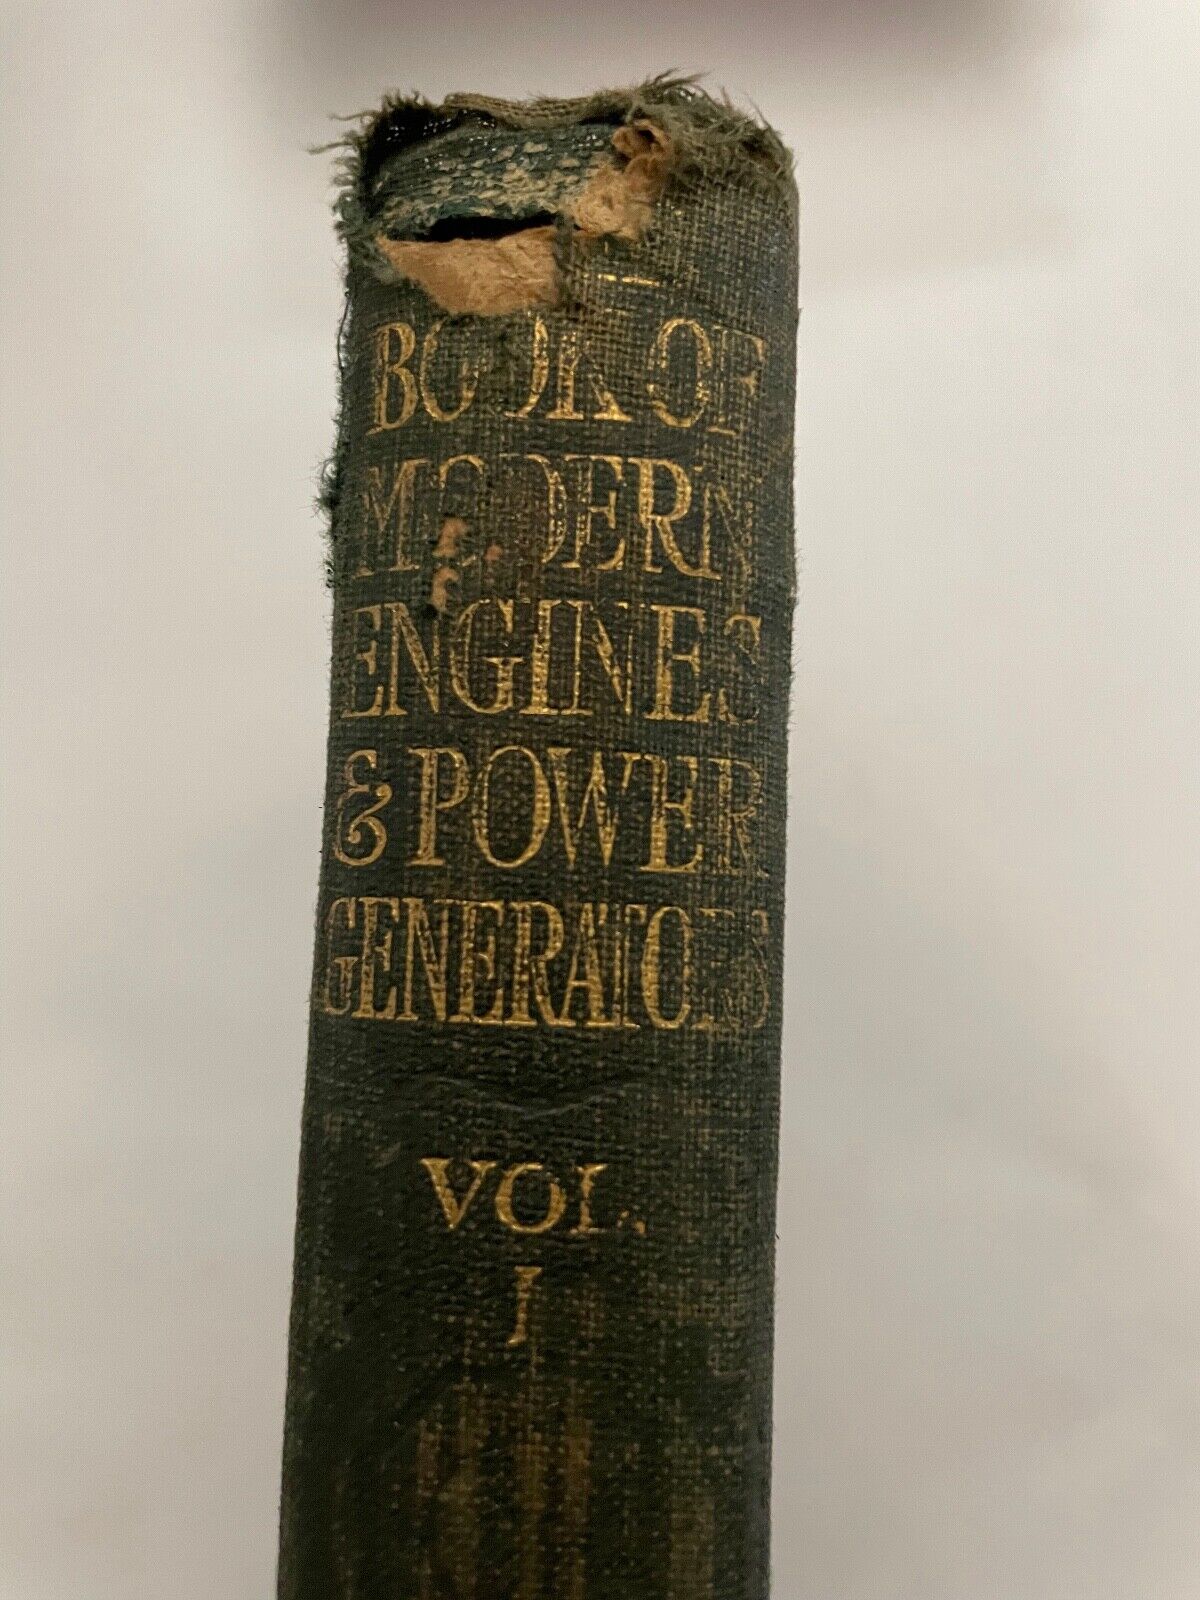 BOOK OF
MODERN
ENGINES
& POWER
GENERATORS
VOL.
I